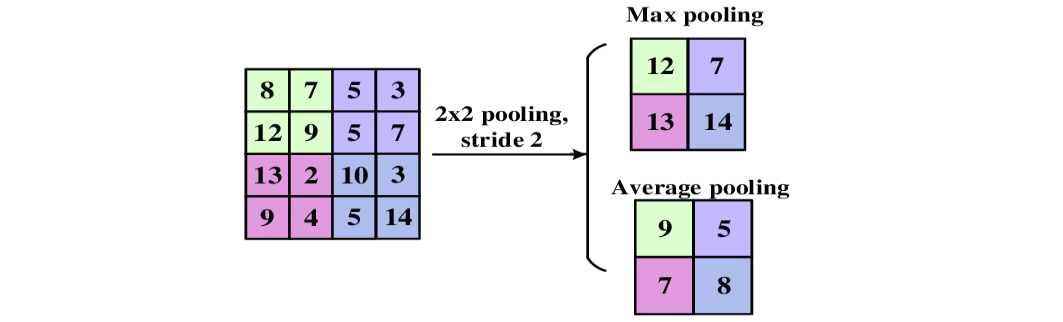 Max pooling
12 7
13 14
8 7 5 3
12 9 5 7
13 2 10 3
9 4 5 14
2x2 pooling,
stride 2
Average pooling
9 5
7 8